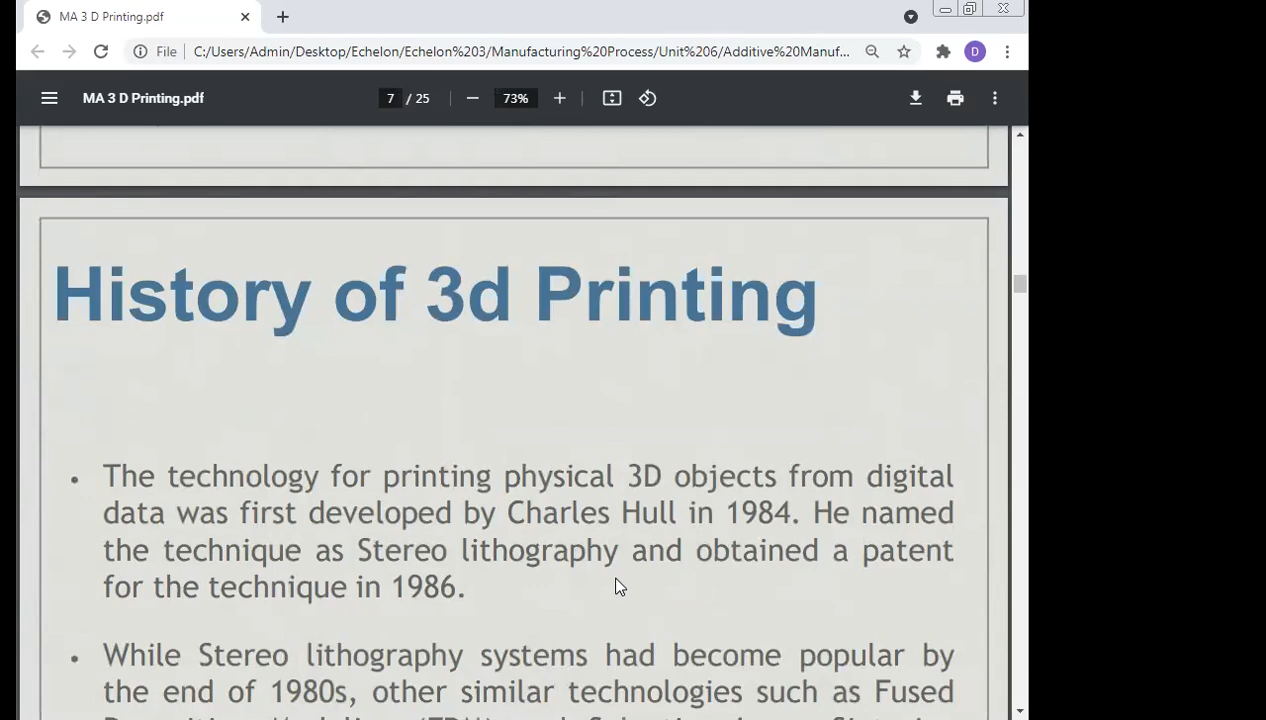 MA 3 D Printing.pdf
File C:/Users/Admin/Desktop/Echelon/Echelon%203/Manufacturing%20Process/Unit%206/Additive%20Manuf...
D
MA 3 D Printing.pdf 7 / 25 73%
History of 3d Printing
• The technology for printing physical 3D objects from digital
data was first developed by Charles Hull in 1984. He named
the technique as Stereo lithography and obtained a patent
for the technique in 1986.
• While Stereo lithography systems had become popular by
the end of 1980s, other similar technologies such as Fused